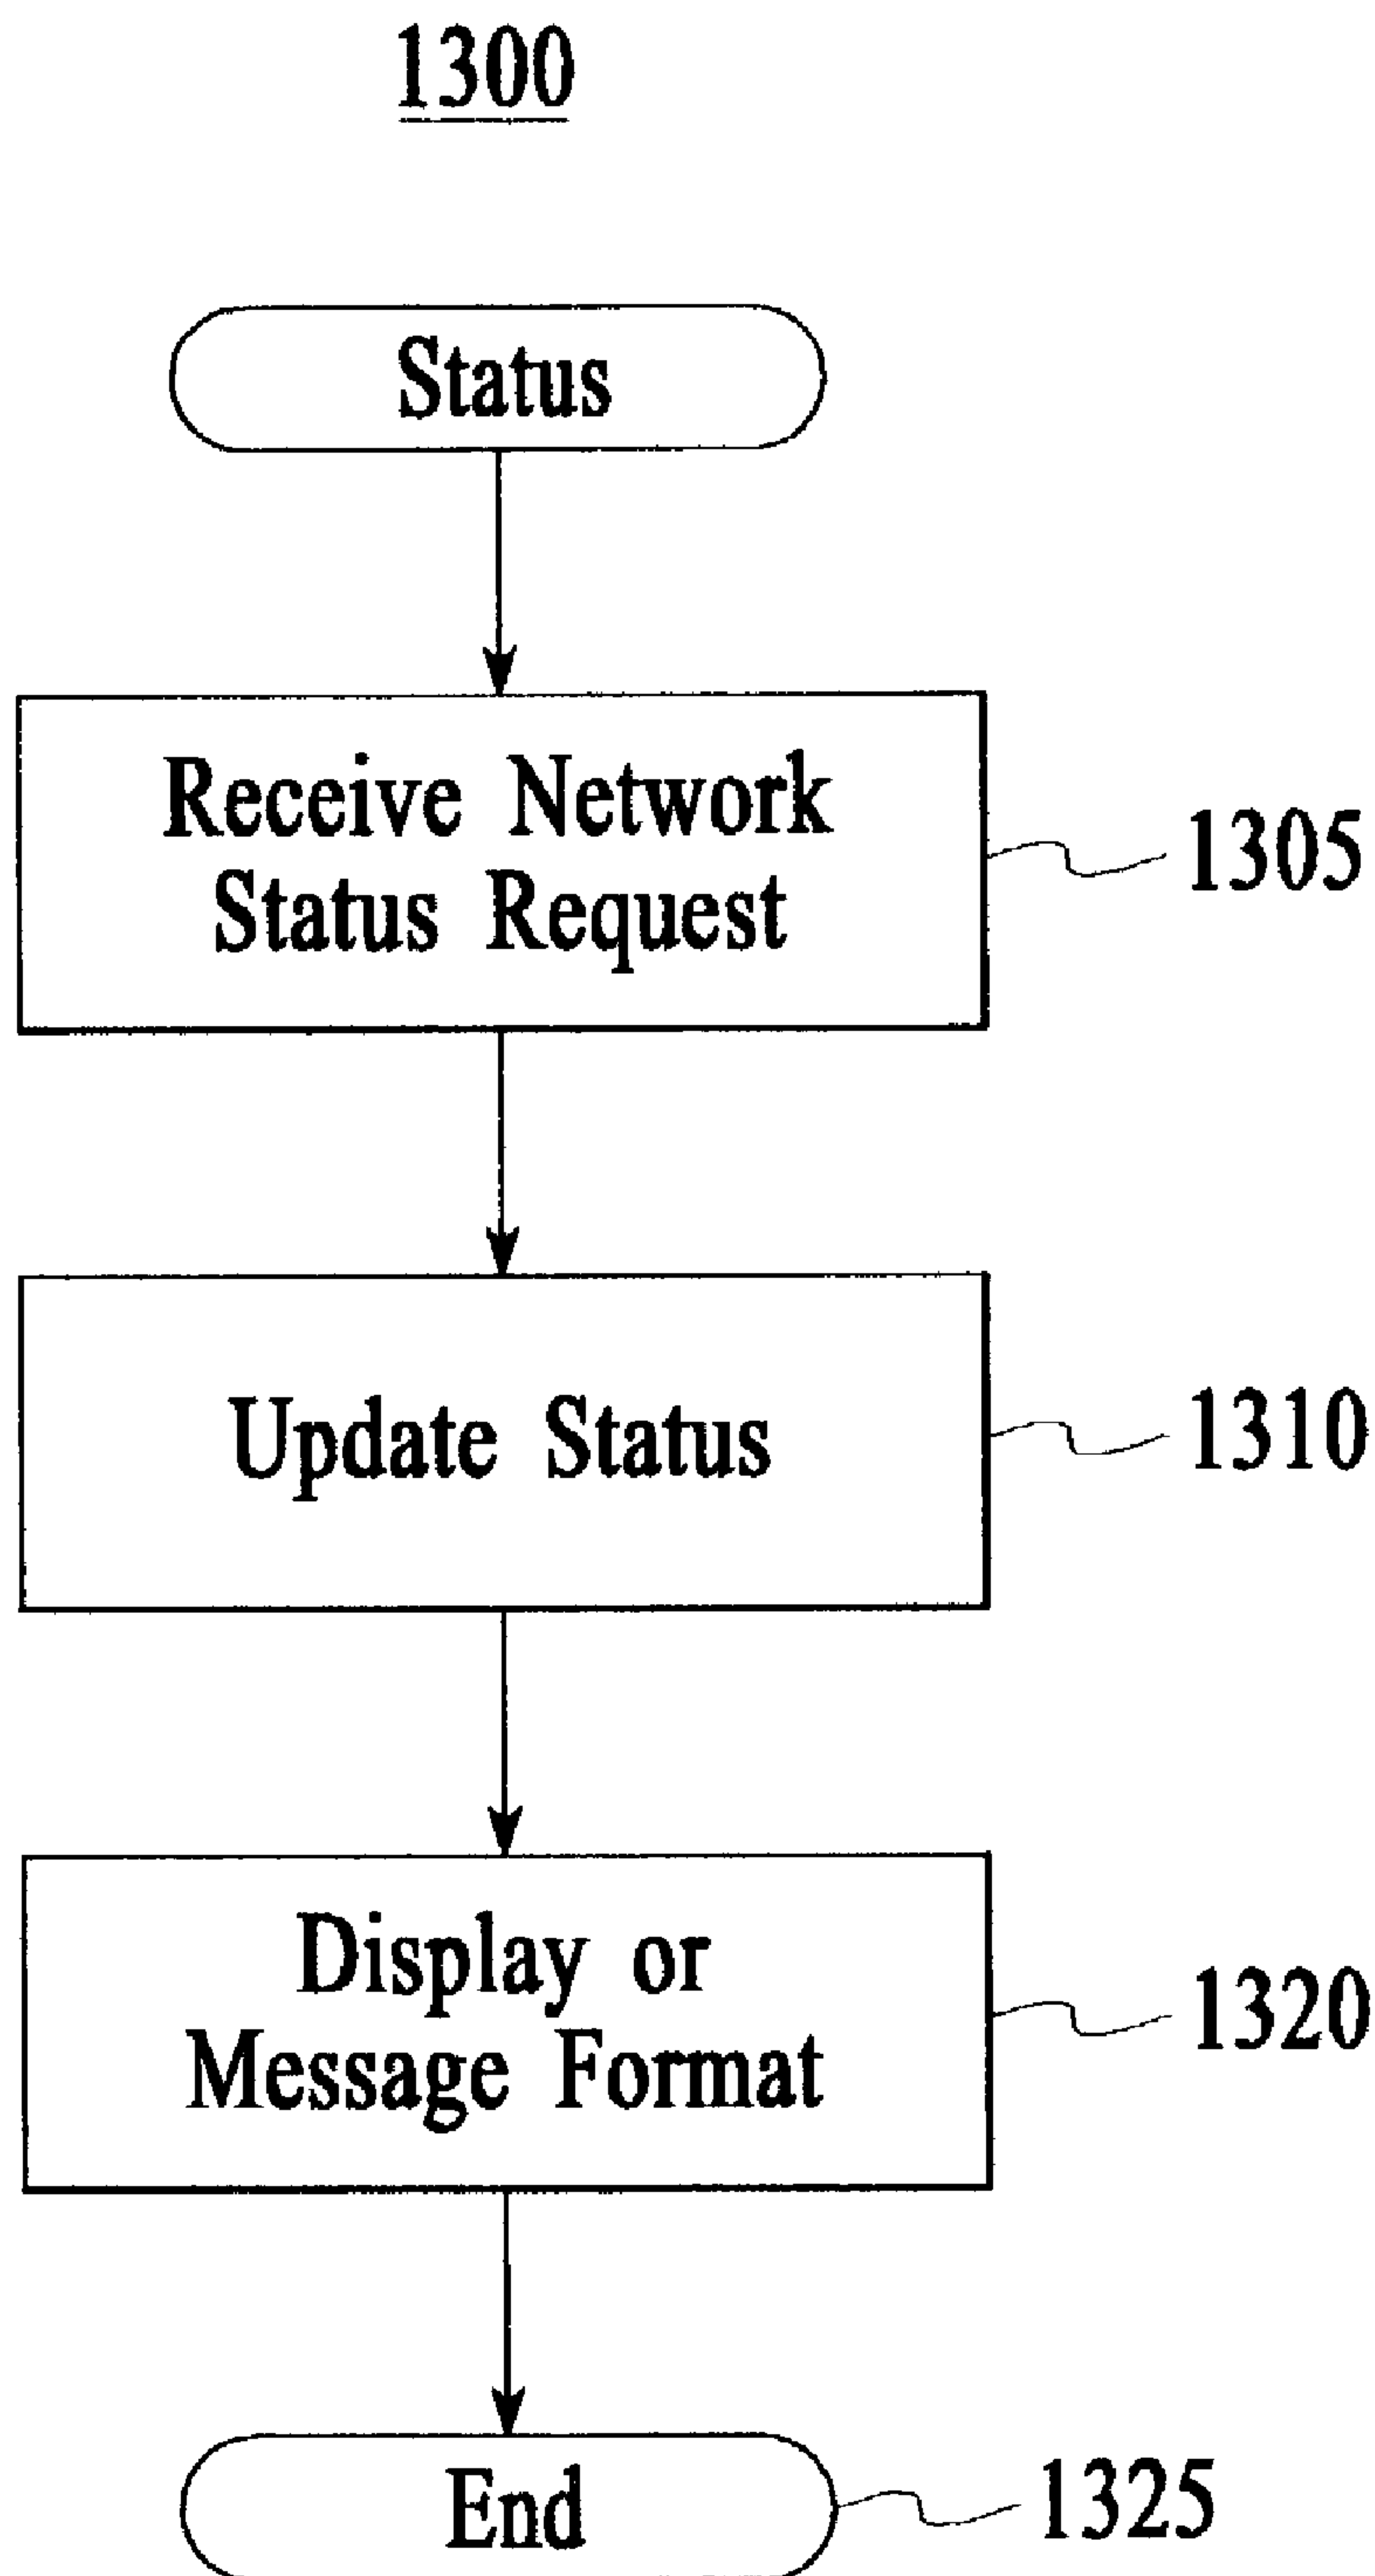 1300
Status
Receive Network
Status Request
1305
Update Status
1310
Display or
Message Format
1320
End
1325